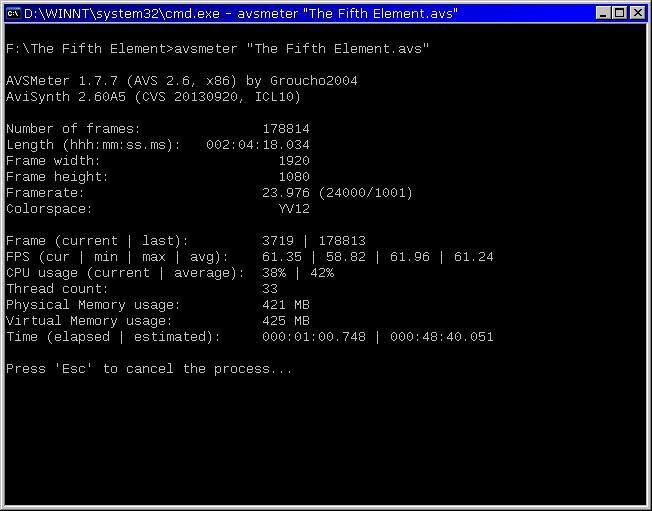 D:\WINNT\system32\cmd.exe - avsmeter "The Fifth Element.avs"
F:\The Fifth Element>avsmeter "The Fifth Element.avs"
AVSMeter 1.7.7 (AVS 2.6, x86) by Groucho2004
AviSynth 2.60A5 (CVS 20130920, ICL10)
Number of frames: 178814
Length (hhh:mm:ss.ms): 002:04:18.034
Frame width: 1920
Frame height: 1080
Framerate: 23.976 (24000/1001)
Colorspace: YV12
Frame (current | last): 3719 | 178813
FPS (cur | min | max | avg): 61.35 | 58.82 | 61.96 | 61.24
CPU usage (current | average): 38% | 42%
Thread count: 33
Physical Memory usage: 421 MB
Virtual Memory usage: 425 MB
Time (elapsed | estimated): 000:01:00.748 | 000:48:40.051
Press 'Esc' to cancel the process...